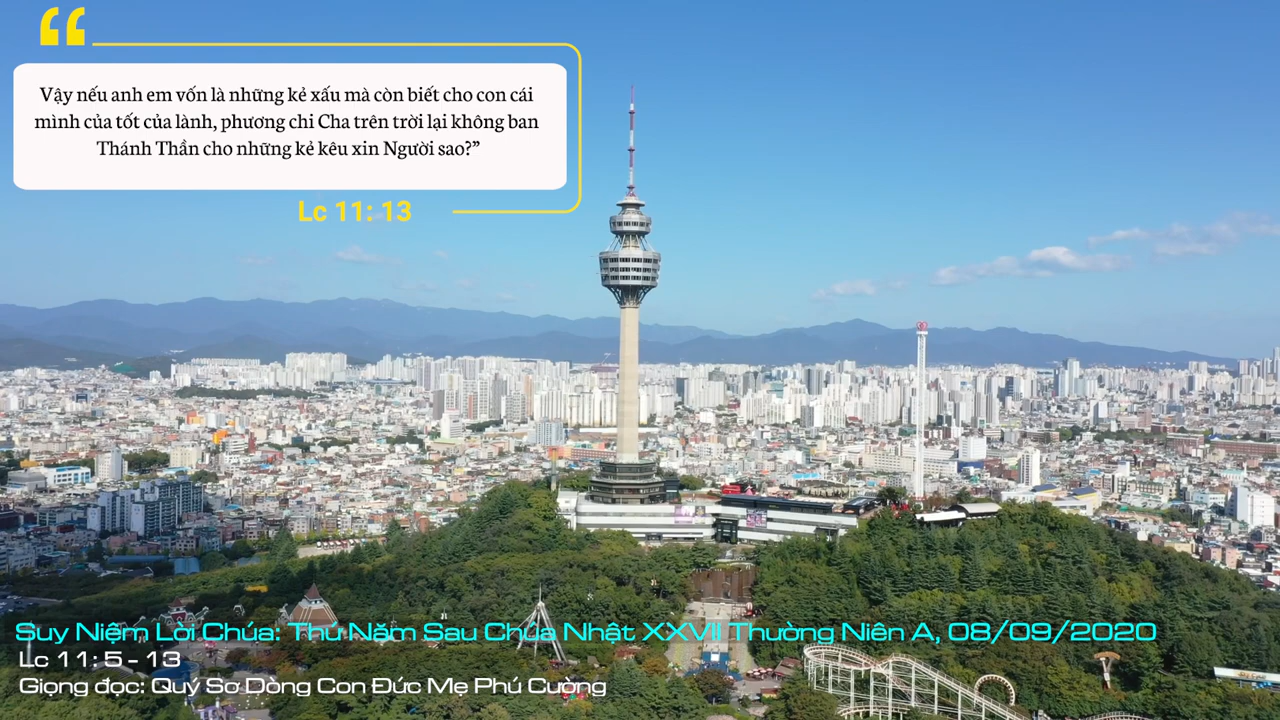 Vậy nếu anh em vốn là những kẻ xấu mà còn biết cho con cái
mình của tốt của lành, phương chi Cha trên trời lại không ban
Thánh Thần cho những kẻ kêu xin Người sao?”
Lc 11: 13
Suy Niệm Lời Chúa: Thứ Năm Sau Chúa Nhật XXVII Thường Niên A, 08/09/2020
Lc 11: 5 - 13
Giọng đọc: Quý Sơ Dòng Con Đức Mẹ Phú Cường